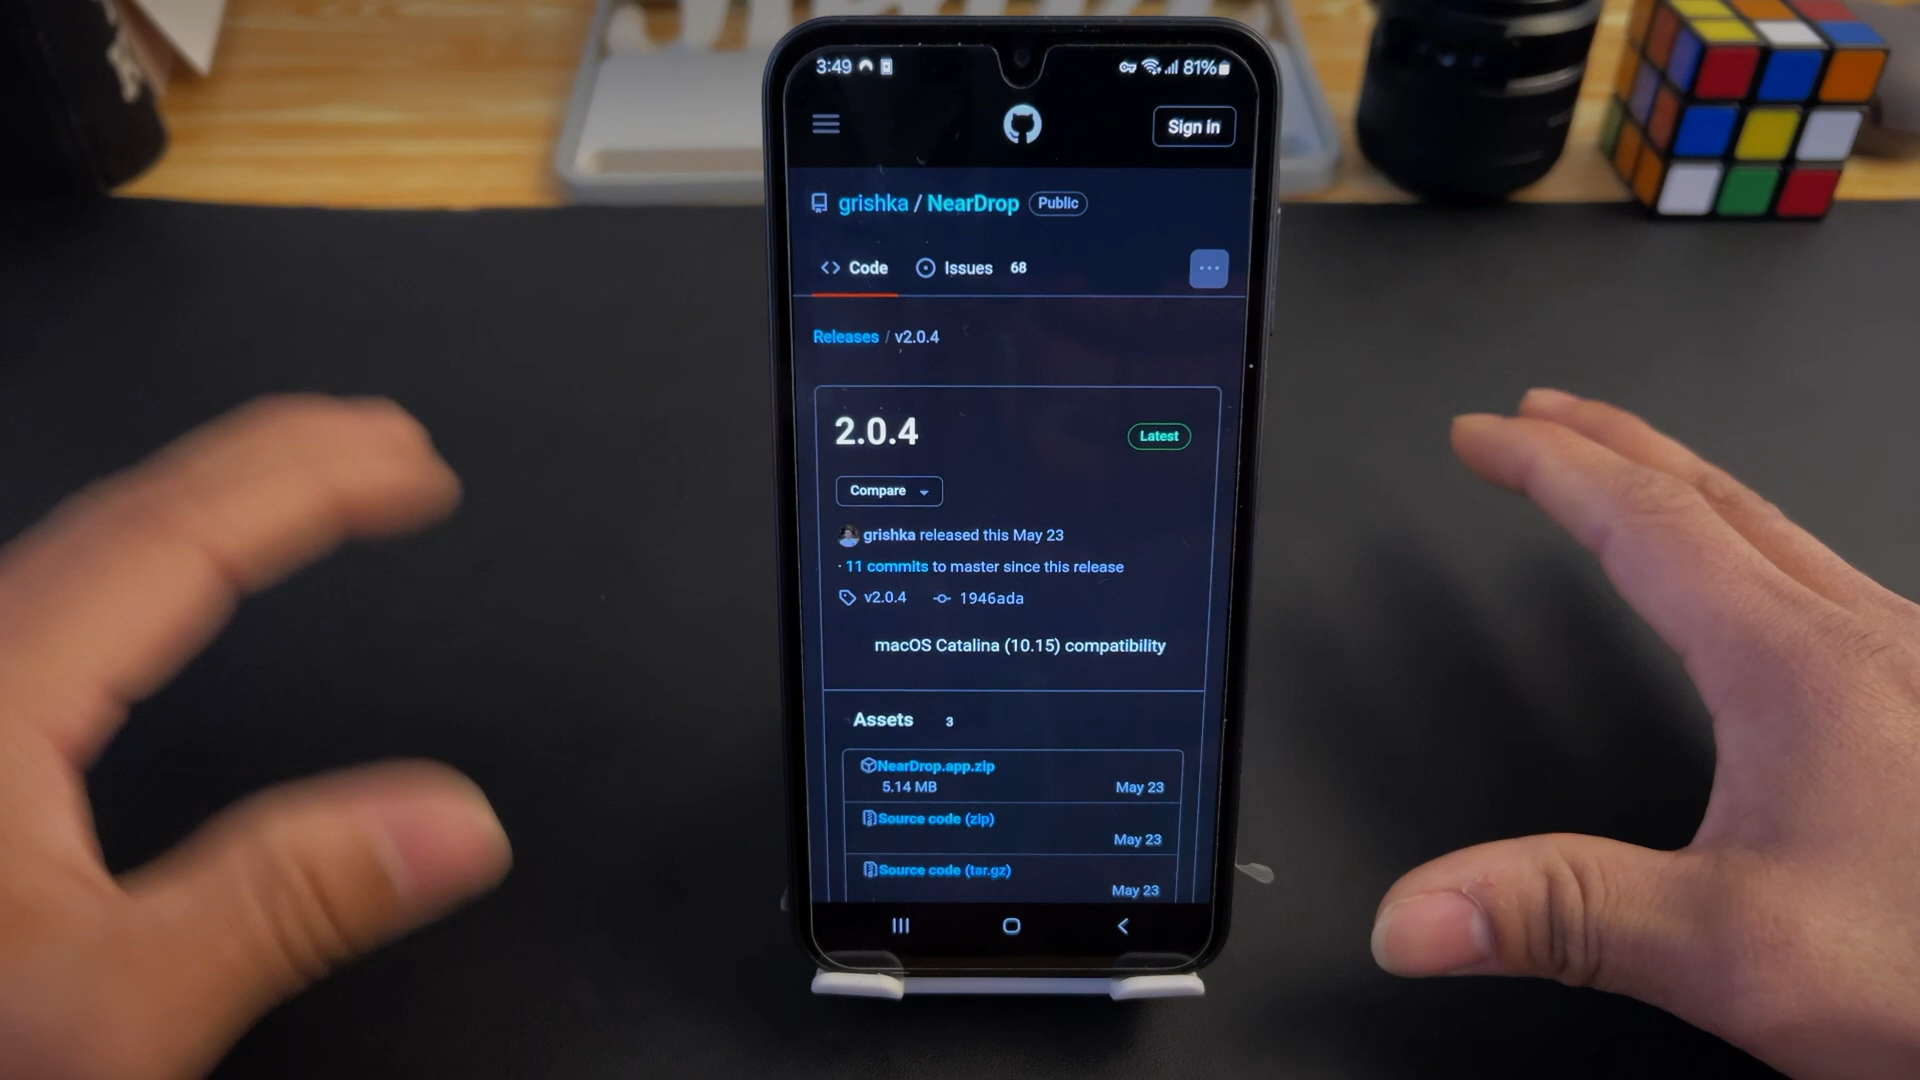 3:49 81%
Sign in
grishka / NearDrop Public
Code Issues 68
Releases / v2.0.4
2.0.4 Latest
Compare
grishka released this May 23
· 11 commits to master since this release
v2.0.4 1946ada
macOS Catalina (10.15) compatibility
Assets 3
NearDrop.app.zip
5.14 MB May 23
Source code (zip)
May 23
Source code (tar.gz)
May 23